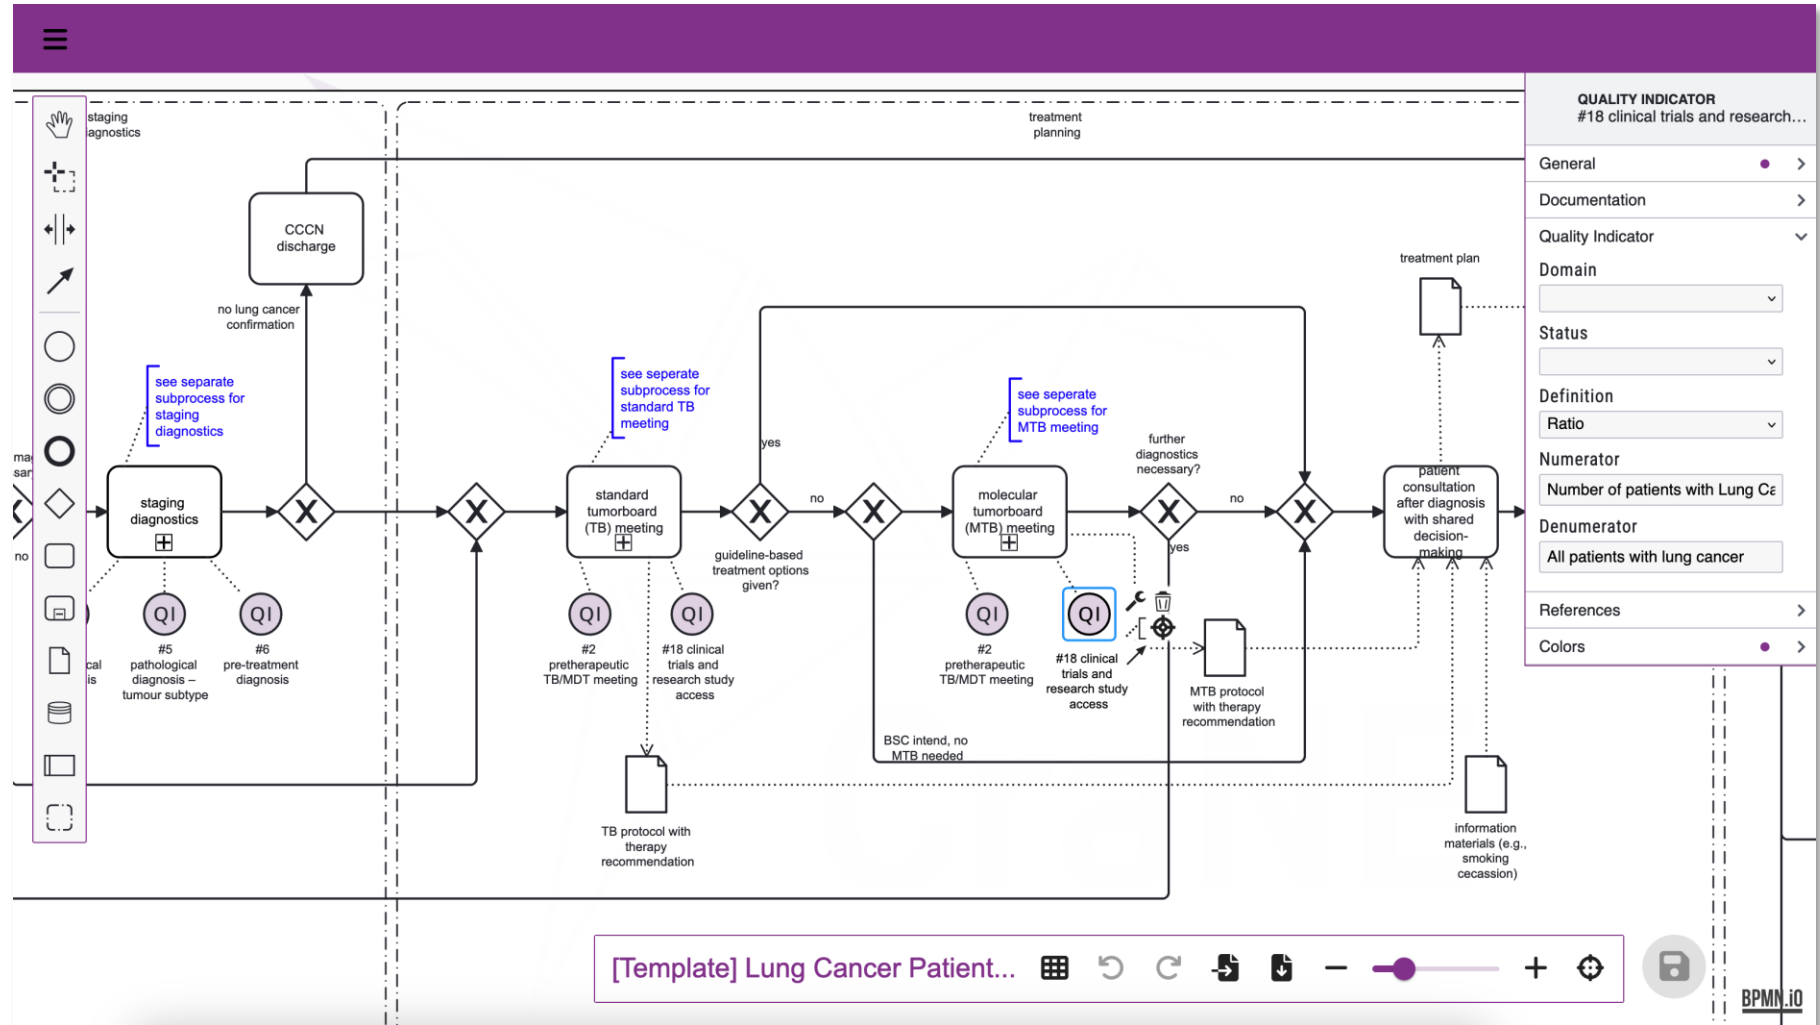 staging
agnostics
treatment
planning
CCCN
discharge
no lung cancer
confirmation
see separate
subprocess for
staging
diagnostics
see seperate
subprocess for
standard TB
meeting
see seperate
subprocess for
MTB meeting
treatment plan
yes
further
diagnostics
necessary?
ma
sar
X
no
staging
diagnostics
X
X
standard
tumorboard
(TB) meeting
X
no
X
molecular
tumorboard
(MTB) meeting
X
no
X
patient
consultation
after diagnosis
with shared
decision-
making
guideline-based
treatment options
given?
yes
QI
QI
QI
QI
QI
QI
cal
is
#5
pathological
diagnosis –
tumour subtype
#6
pre-treatment
diagnosis
#2
pretherapeutic
TB/MDT meeting
#18 clinical
trials and
research study
access
#2
pretherapeutic
TB/MDT meeting
#18 clinical
trials and
research study
access
MTB protocol
with therapy
recommendation
BSC intend, no
MTB needed
TB protocol with
therapy
recommendation
information
materials (e.g.,
smoking
cecassion)
QUALITY INDICATOR
#18 clinical trials and research...
General
Documentation
Quality Indicator
Domain
Status
Definition
Ratio
Numerator
Number of patients with Lung Ca
Denumerator
All patients with lung cancer
References
Colors
[Template] Lung Cancer Patient...
BPMN.iO